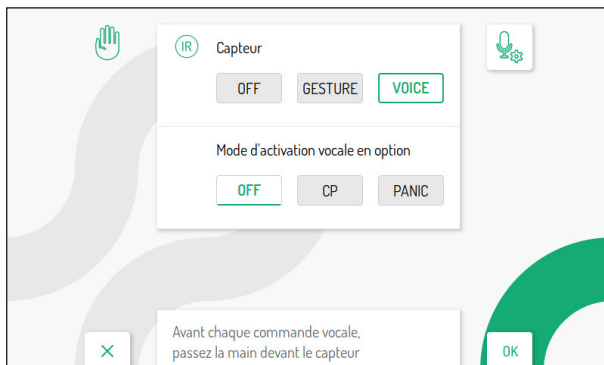 IR Capteur
OFF GESTURE VOICE
Mode d'activation vocale en option
OFF CP PANIC
Avant chaque commande vocale,
passez la main devant le capteur
OK